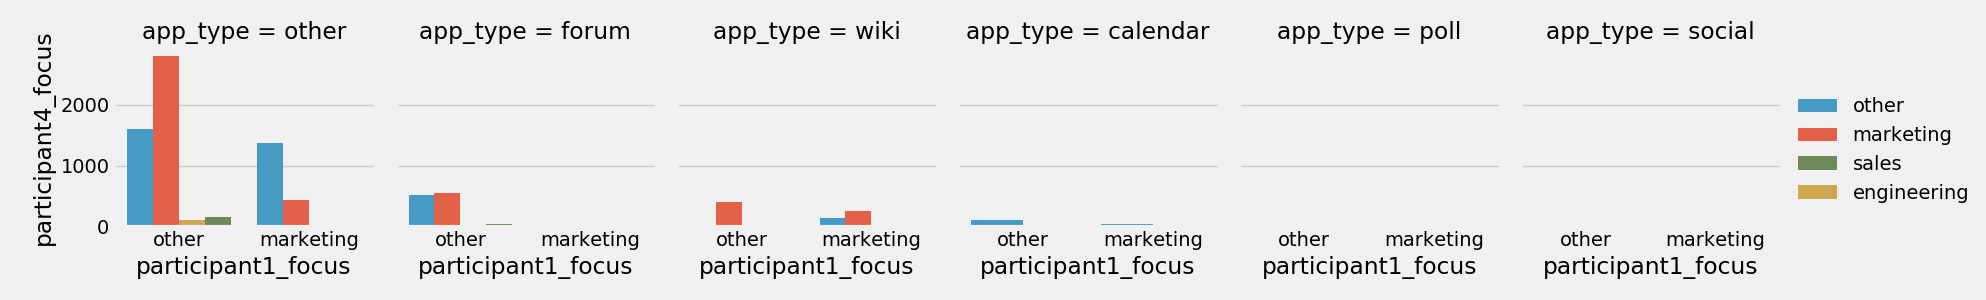 app_type = other
app_type = forum
app_type = wiki
app_type = calendar
app_type = poll
app_type = social
participant4_focus
2000
1000
0
other
marketing
sales
engineering
other marketing
other marketing
other marketing
other marketing
other marketing
other marketing
participant1_focus
participant1_focus
participant1_focus
participant1_focus
participant1_focus
participant1_focus